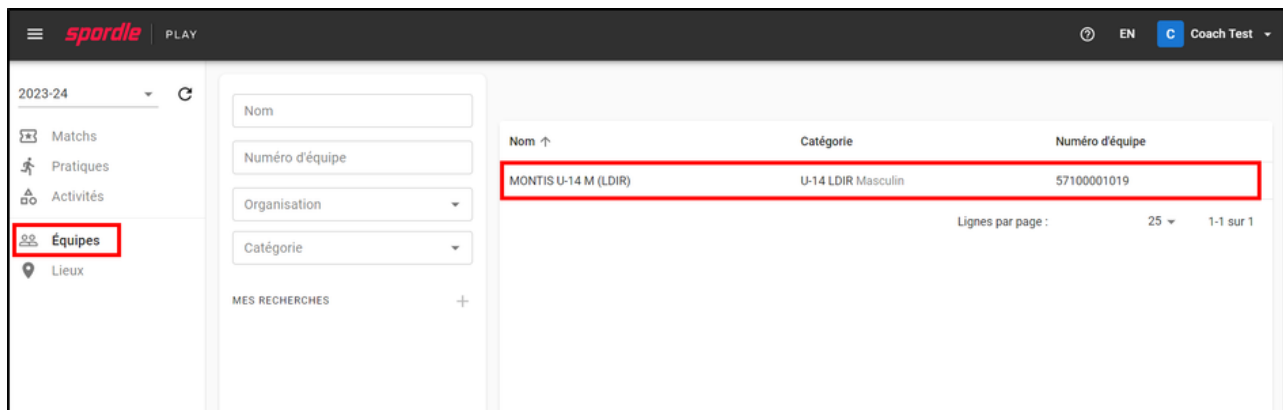 spordle PLAY
EN C Coach Test
2023-24
Matchs
Pratiques
Activités
Équipes
Lieux
Nom
Numéro d'équipe
Organisation
Catégorie
MES RECHERCHES
Nom Catégorie Numéro d'équipe
MONTIS U-14 M (LDIR) U-14 LDIR Masculin 57100001019
Lignes par page : 25 1-1 sur 1